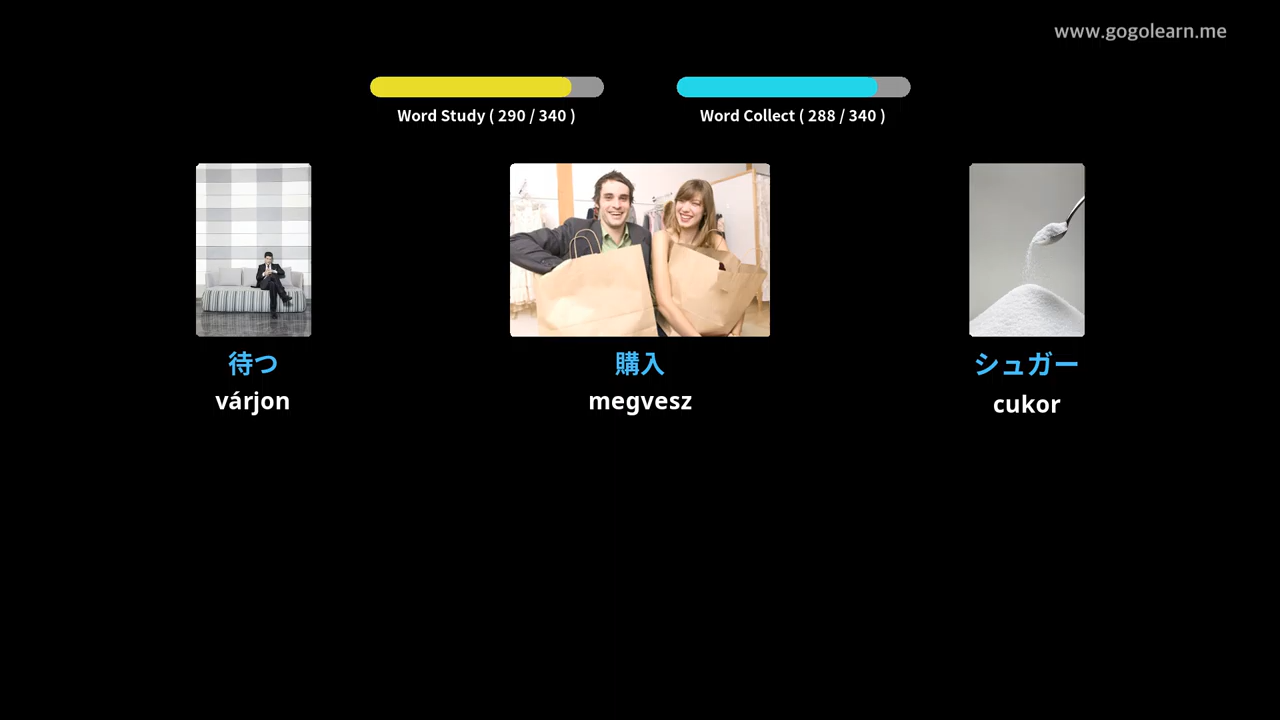 www.gogolearn.me
Word Study ( 290 / 340 )
Word Collect ( 288 / 340 )
待つ
várjon
購入
megvesz
シュガー
cukor